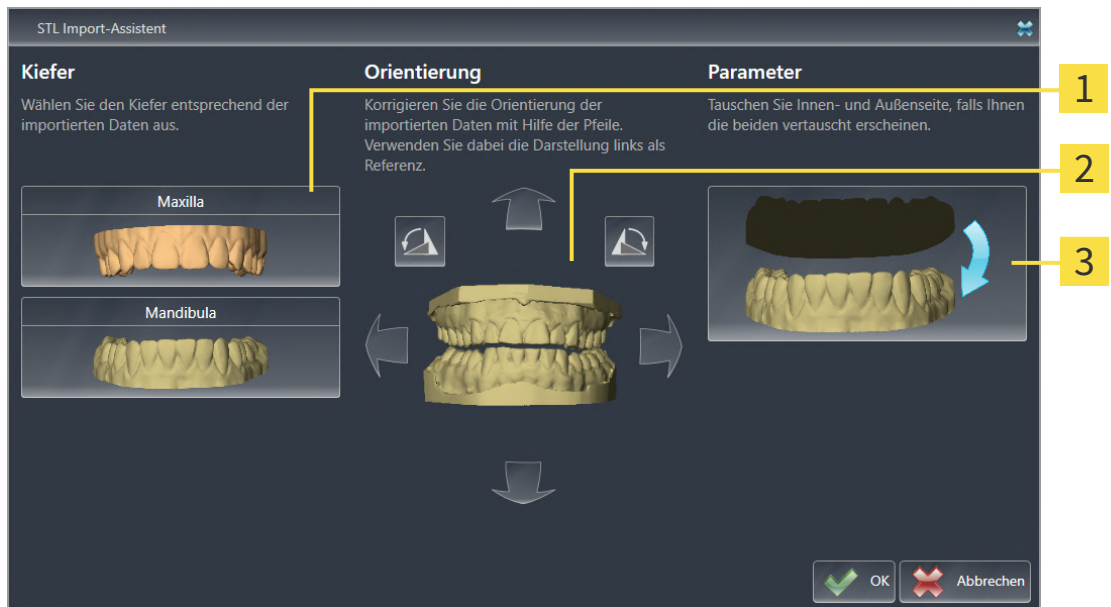 STL Import-Assistent
Kiefer
Wählen Sie den Kiefer entsprechend der
importierten Daten aus.
Maxilla
Mandibula
Orientierung
Korrigieren Sie die Orientierung der
importierten Daten mit Hilfe der Pfeile.
Verwenden Sie dabei die Darstellung links als
Referenz.
Parameter
Tauschen Sie Innen- und Außenseite, falls Ihnen
die beiden vertauscht erscheinen.
1
2
3
OK
Abbrechen